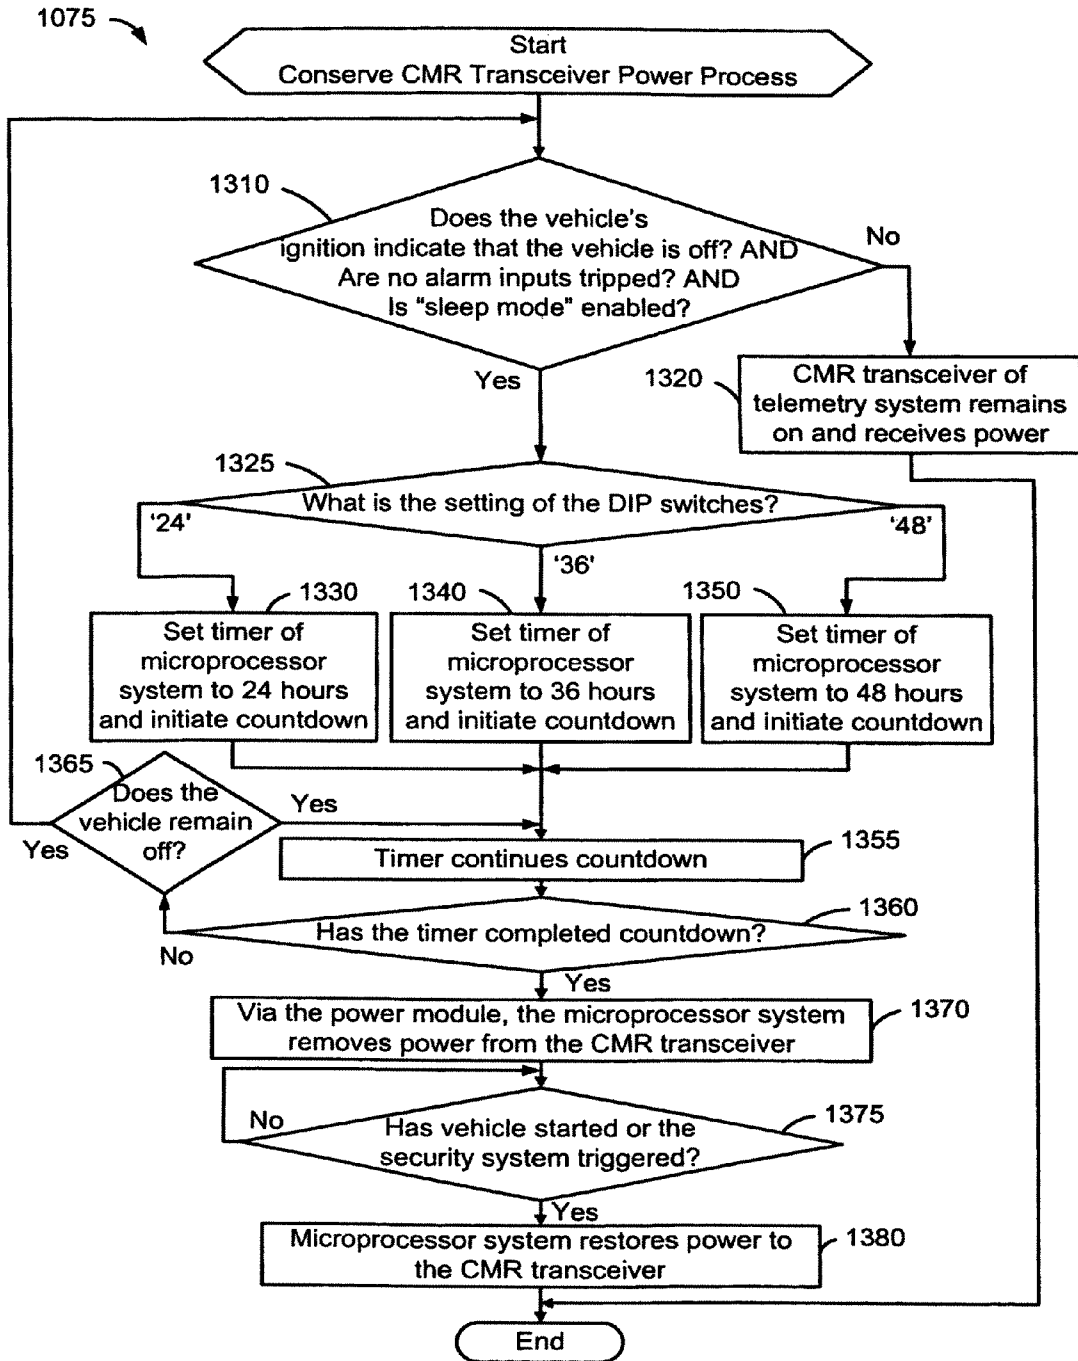 1075
Start
Conserve CMR Transceiver Power Process
1310
Does the vehicle's
ignition indicate that the vehicle is off? AND
Are no alarm inputs tripped? AND
Is "sleep mode" enabled?
No
Yes
1320
CMR transceiver of
telemetry system remains
on and receives power
1325
What is the setting of the DIP switches?
'24'
'36'
'48'
1330
Set timer of
microprocessor
system to 24 hours
and initiate countdown
1340
Set timer of
microprocessor
system to 36 hours
and initiate countdown
1350
Set timer of
microprocessor
system to 48 hours
and initiate countdown
1365
Does the
vehicle remain
off?
Yes
Yes
Timer continues countdown
1355
Has the timer completed countdown?
1360
No
Yes
Via the power module, the microprocessor system
removes power from the CMR transceiver
1370
No
Has vehicle started or the
security system triggered?
1375
Yes
Microprocessor system restores power to
the CMR transceiver
1380
End